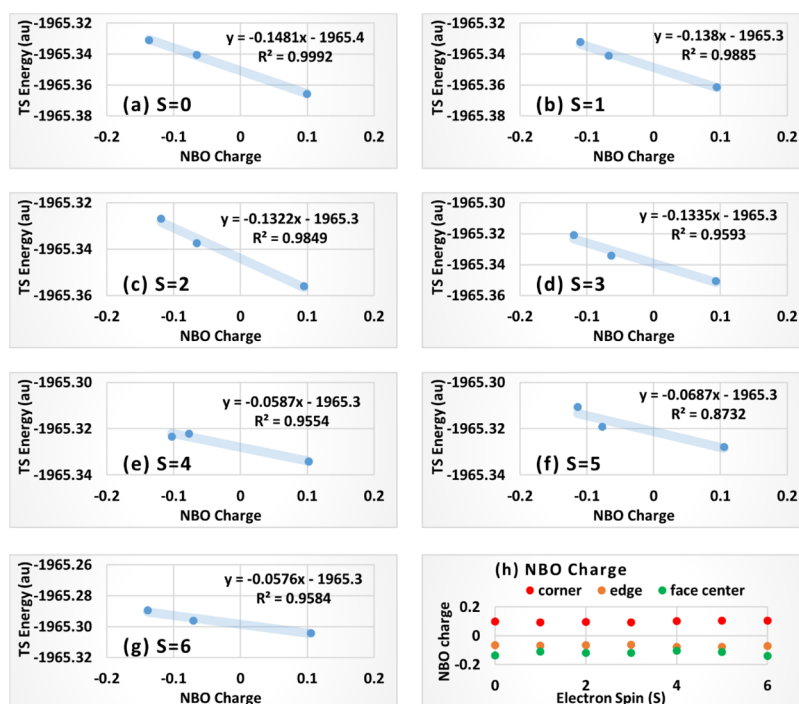 -1965.32
-1965.34
-1965.36
-1965.38
TS Energy (au)
y = -0.1481x - 1965.4
R² = 0.9992
(a) S=0
-0.2 -0.1 0 0.1 0.2
NBO Charge
-1965.32
-1965.34
-1965.36
-1965.38
TS Energy (au)
y = -0.138x - 1965.3
R² = 0.9885
(b) S=1
-0.2 -0.1 0 0.1 0.2
NBO Charge
-1965.32
-1965.34
-1965.36
TS Energy (au)
y = -0.1322x - 1965.3
R² = 0.9849
(c) S=2
-0.2 -0.1 0 0.1 0.2
NBO Charge
-1965.30
-1965.32
-1965.34
-1965.36
TS Energy (au)
y = -0.1335x - 1965.3
R² = 0.9593
(d) S=3
-0.2 -0.1 0 0.1 0.2
NBO Charge
-1965.30
-1965.32
-1965.34
TS Energy (au)
y = -0.0587x - 1965.3
R² = 0.9554
(e) S=4
-0.2 -0.1 0 0.1 0.2
NBO Charge
-1965.30
-1965.32
-1965.34
TS Energy (au)
y = -0.0687x - 1965.3
R² = 0.8732
(f) S=5
-0.2 -0.1 0 0.1 0.2
NBO Charge
-1965.26
-1965.28
-1965.30
-1965.32
TS Energy (au)
y = -0.0576x - 1965.3
R² = 0.9584
(g) S=6
-0.2 -0.1 0 0.1 0.2
NBO Charge
(h) NBO Charge
corner edge face center
0.2
0
-0.2
NBO charge
0 2 4 6
Electron Spin (S)